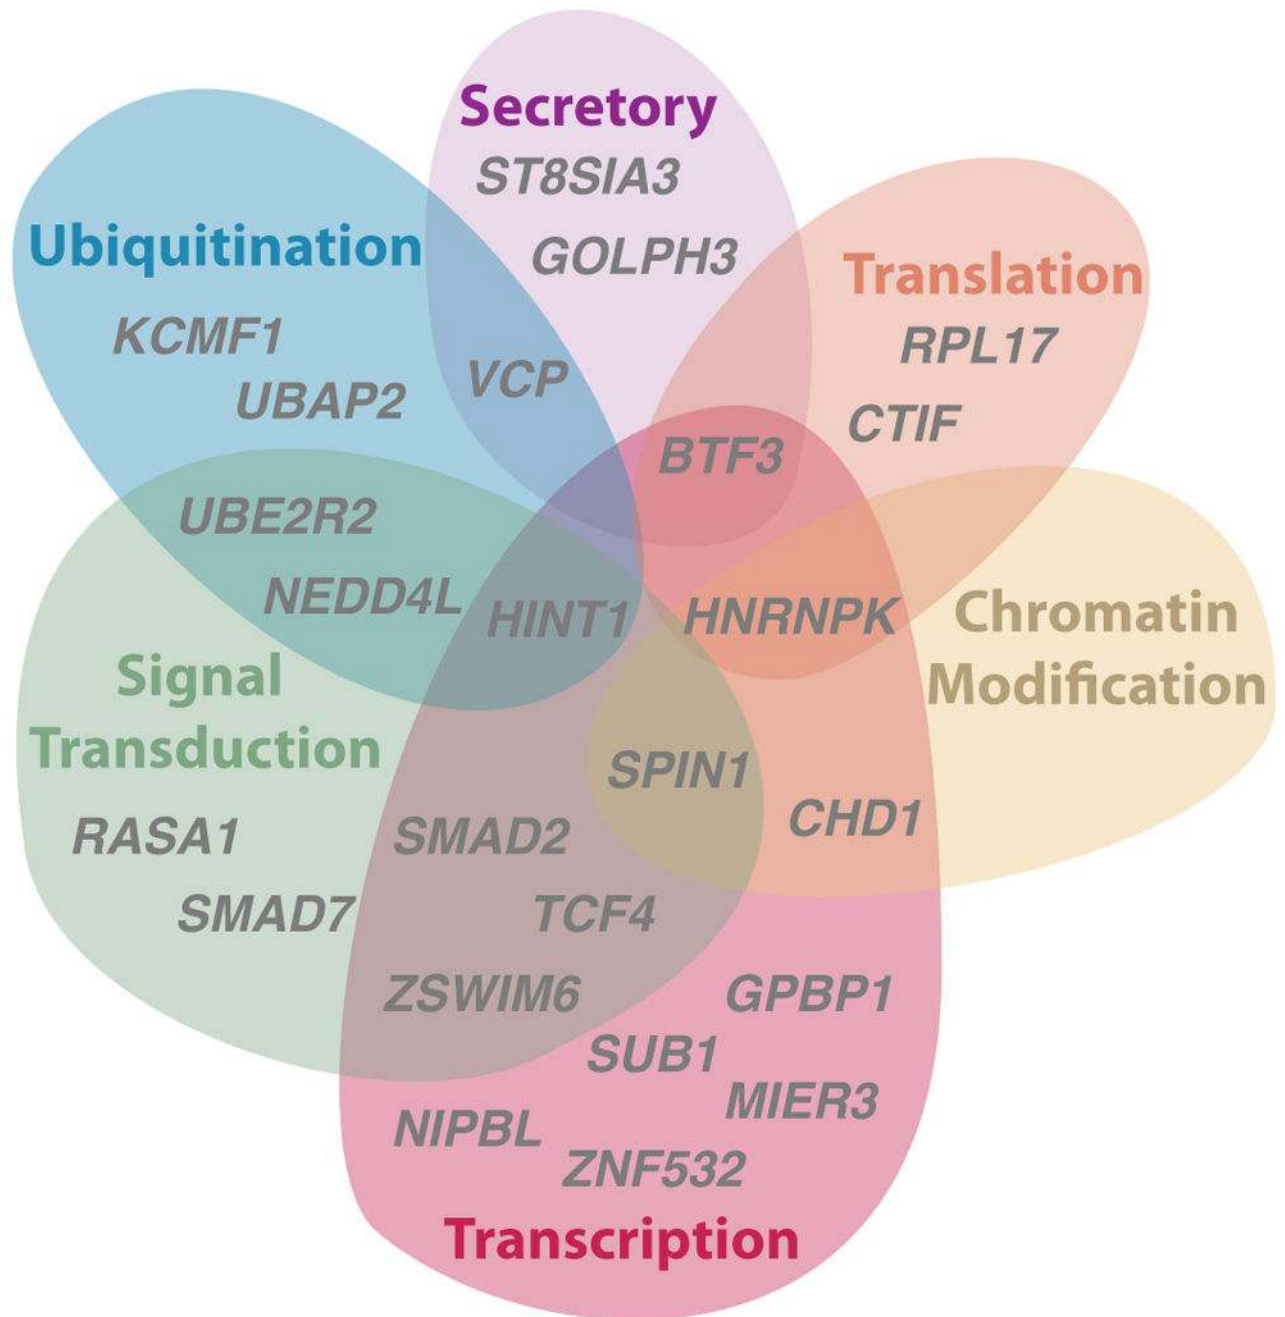 Secretory
ST8SIA3
GOLPH3
Ubiquitination
KCMF1
UBAP2
VCP
Translation
RPL17
CTIF
BTF3
UBE2R2
NEDD4L
HINT1
HNRNPK
Chromatin
Modification
Signal
Transduction
RASA1
SMAD7
SMAD2
TCF4
ZSWIM6
SPIN1
CHD1
GPBP1
SUB1
MIER3
NIPBL
ZNF532
Transcription